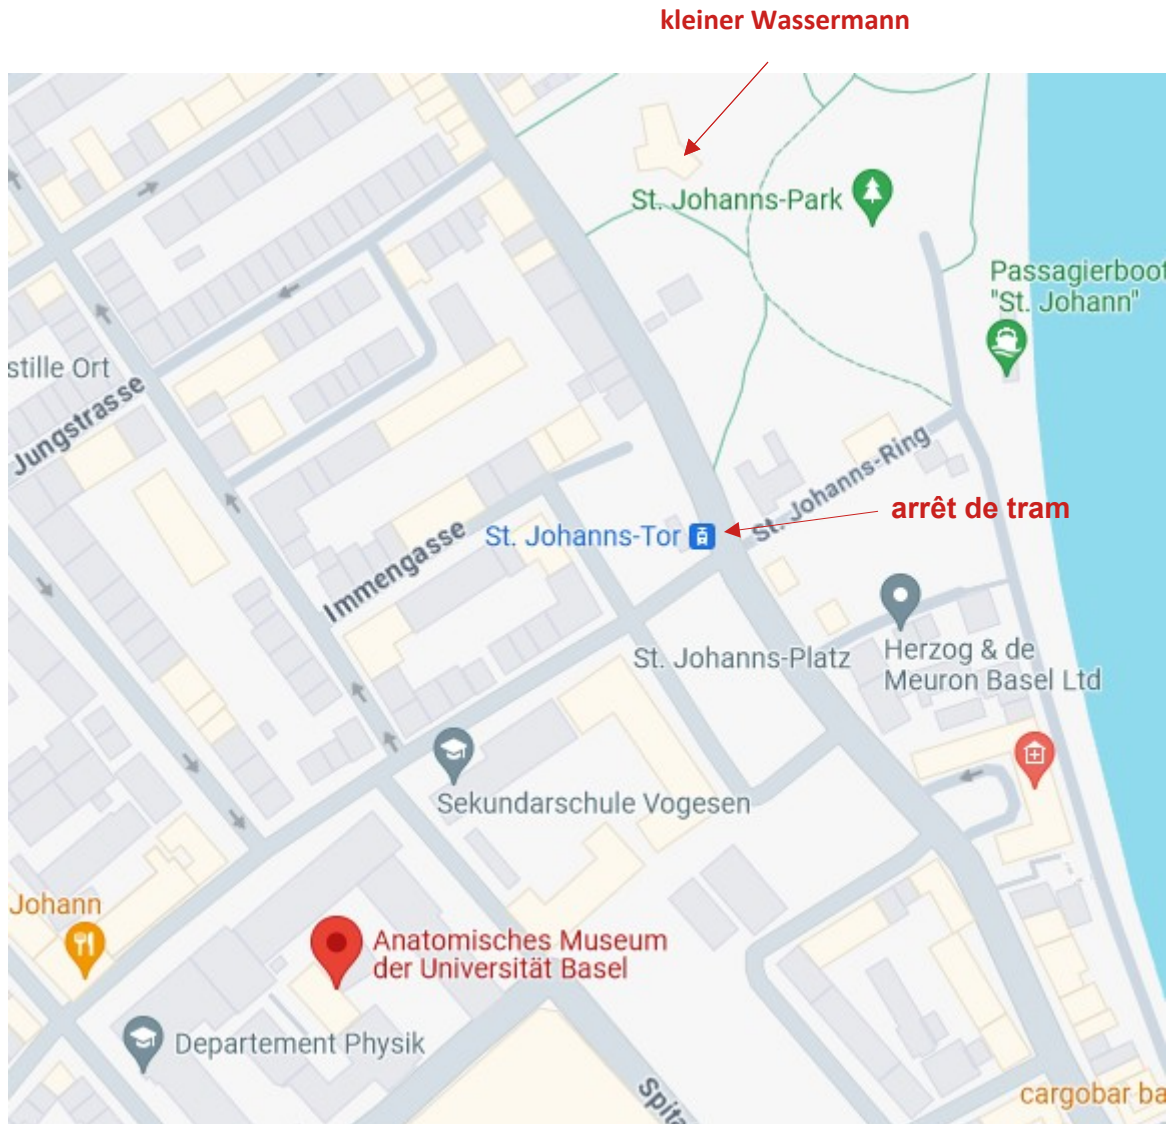 kleiner Wassermann
St. Johanns-Park
Passagierboot
"St. Johann"
stille Ort
Jungstrasse
St. Johanns-Ring
arrêt de tram
St. Johanns-Tor
Immengasse
St. Johanns-Platz
Herzog & de
Meuron Basel Ltd
Sekundarschule Vogesen
Johann
Anatomisches Museum
der Universität Basel
Departement Physik
Spita
cargobar ba